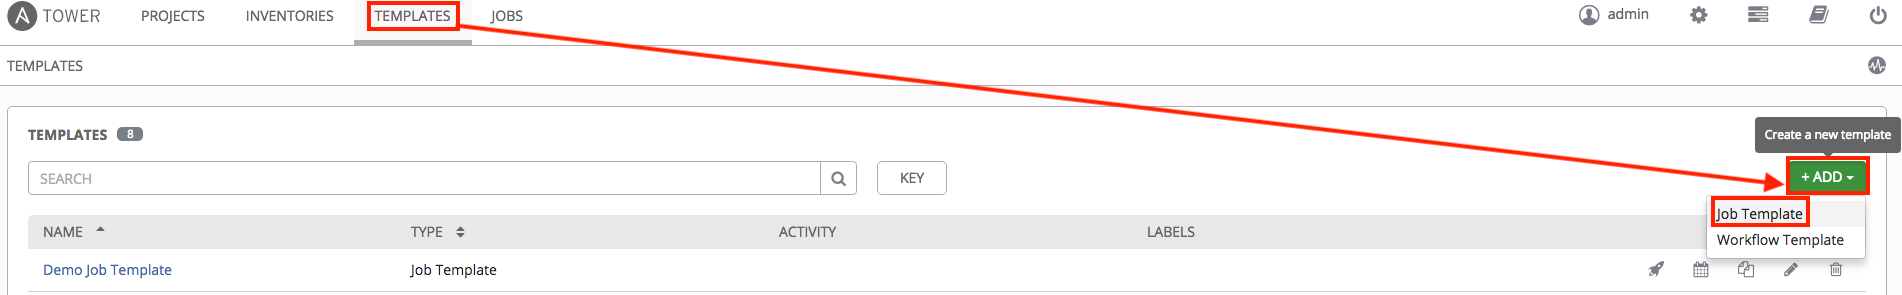 A TOWER PROJECTS INVENTORIES TEMPLATES JOBS admin
TEMPLATES
TEMPLATES 8
Create a new template
SEARCH KEY + ADD
Job Template
Workflow Template
NAME TYPE ACTIVITY LABELS
Demo Job Template Job Template